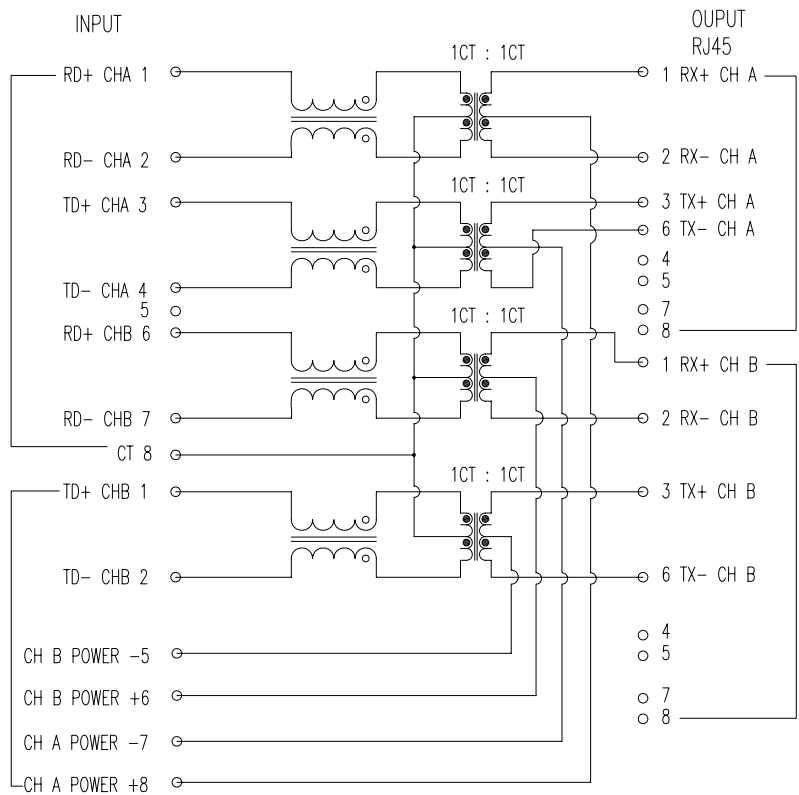 INPUT
OUPUT
RJ45
1CT : 1CT
RD+ CHA 1
1 RX+ CH A
RD- CHA 2
2 RX- CH A
1CT : 1CT
TD+ CHA 3
3 TX+ CH A
6 TX- CH A
4
5
TD- CHA 4
5
7
1CT : 1CT
RD+ CHB 6
8
1 RX+ CH B
RD- CHB 7
2 RX- CH B
CT 8
1CT : 1CT
TD+ CHB 1
3 TX+ CH B
TD- CHB 2
6 TX- CH B
4
CH B POWER -5
5
CH B POWER +6
7
8
CH A POWER -7
CH A POWER +8